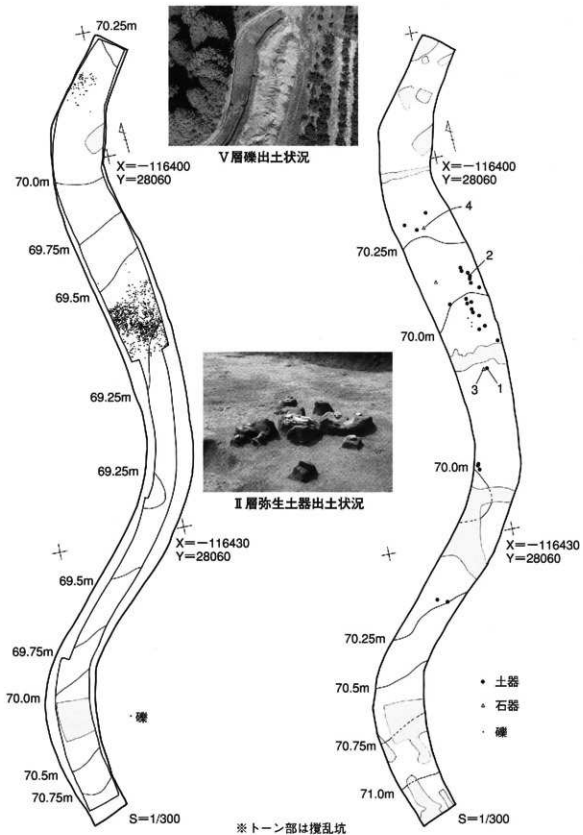 70.25m
X=−116400
Y=28060
70.0m
69.75m
69.5m
69.25m
69.25m
X=−116430
Y=28060
69.5m
69.75m
70.0m
・礫
70.5m
70.75m
S=1/300
Ⅴ層礫出土状況
Ⅱ層弥生土器出土状況
X=−116400
Y=28060
4
70.25m
2
70.0m
3
1
70.0m
X=−116430
Y=28060
70.25m
70.5m
● 土器
△ 石器
・ 礫
70.75m
71.0m
S=1/300
※トーン部は攪乱坑